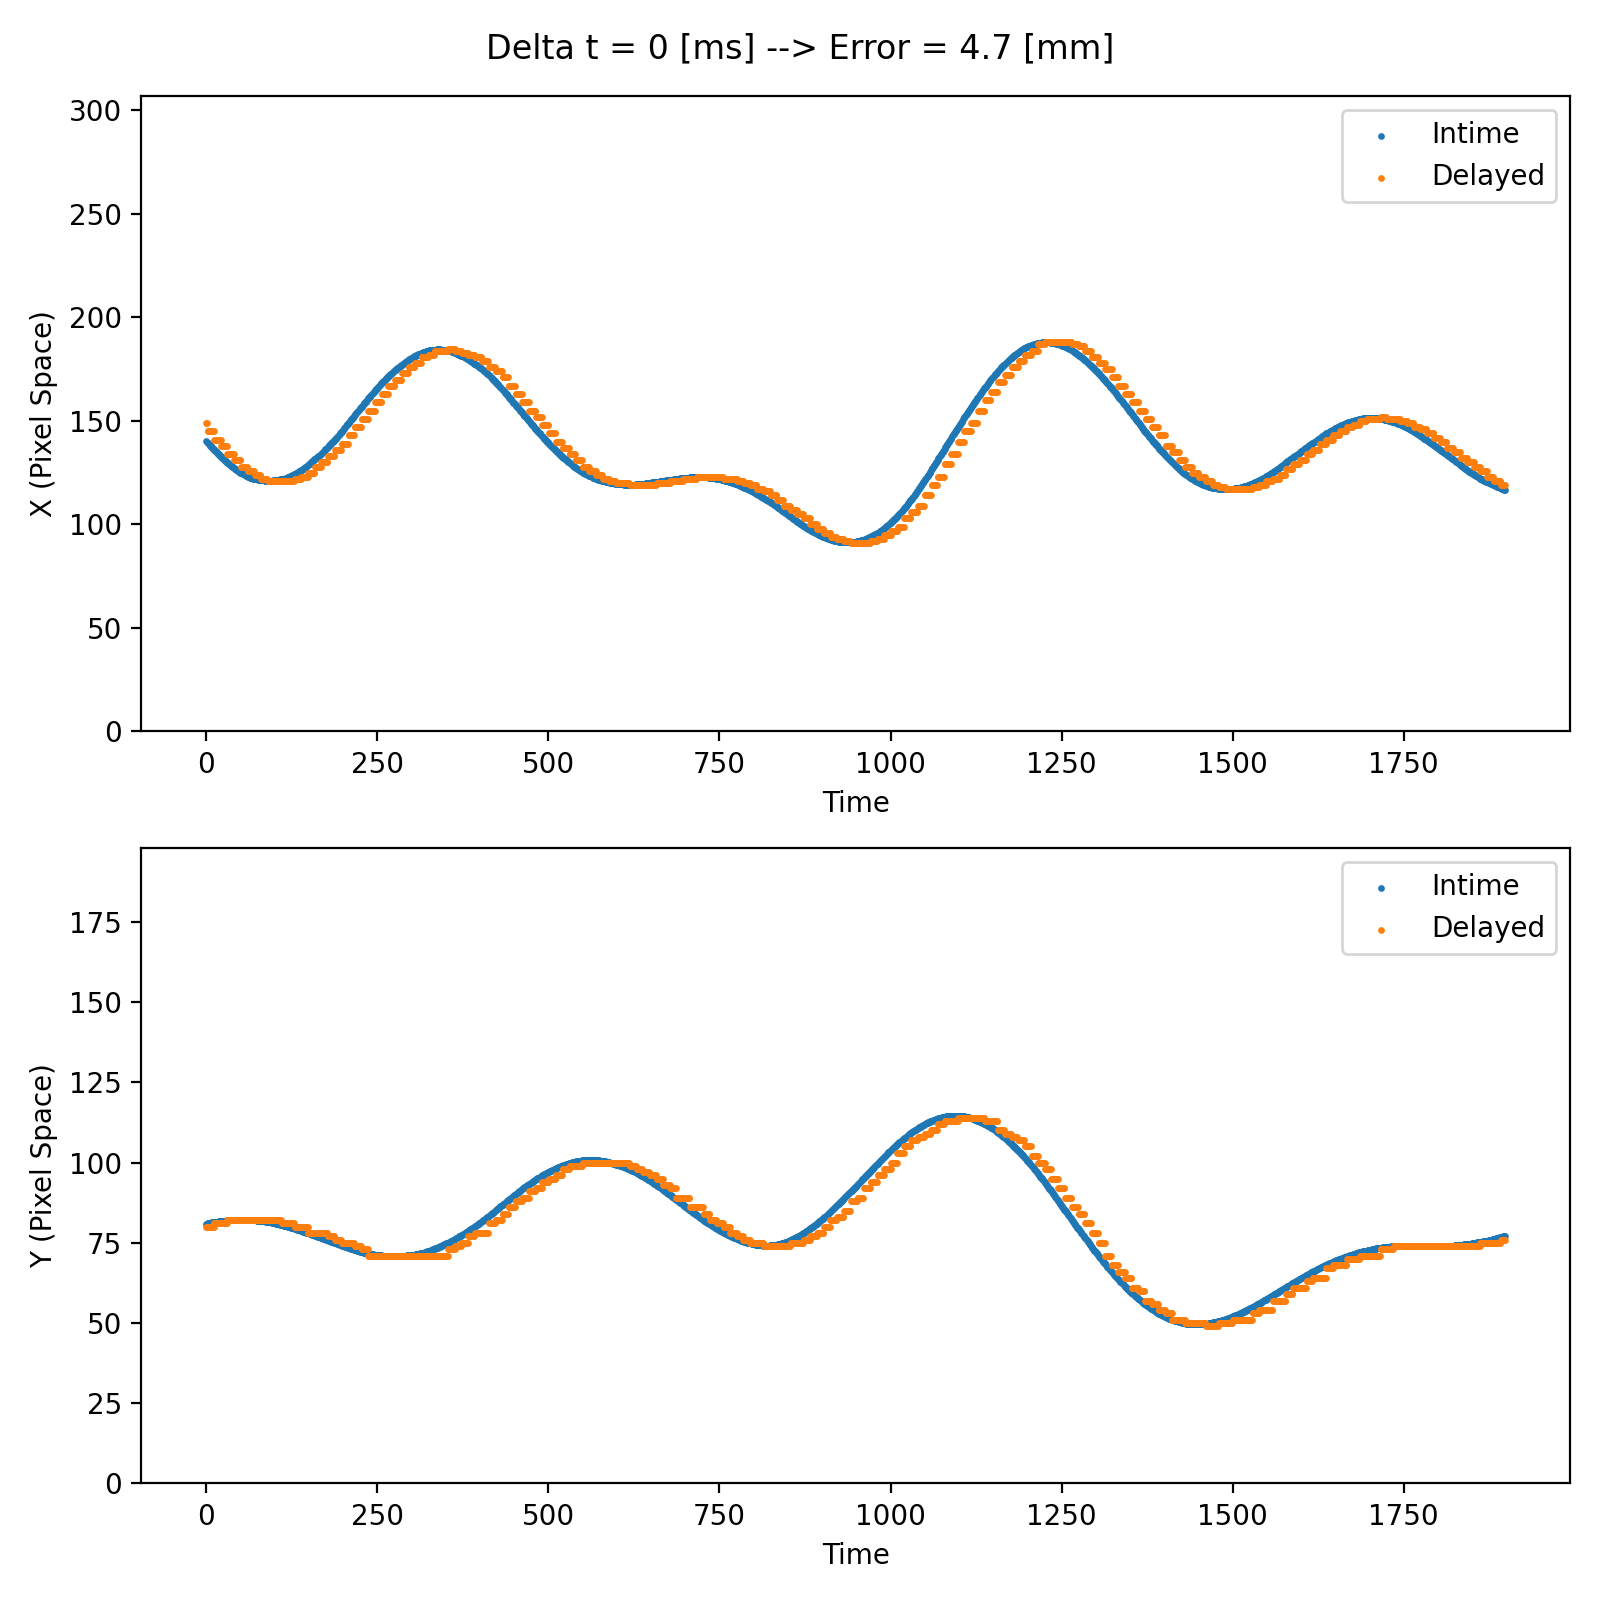 Delta t = 0 [ms] --> Error = 4.7 [mm]
300
250
200
150
100
50
0
X (Pixel Space)
Intime
Delayed
0 250 500 750 1000 1250 1500 1750
Time
175
150
125
100
75
50
25
0
Y (Pixel Space)
Intime
Delayed
0 250 500 750 1000 1250 1500 1750
Time